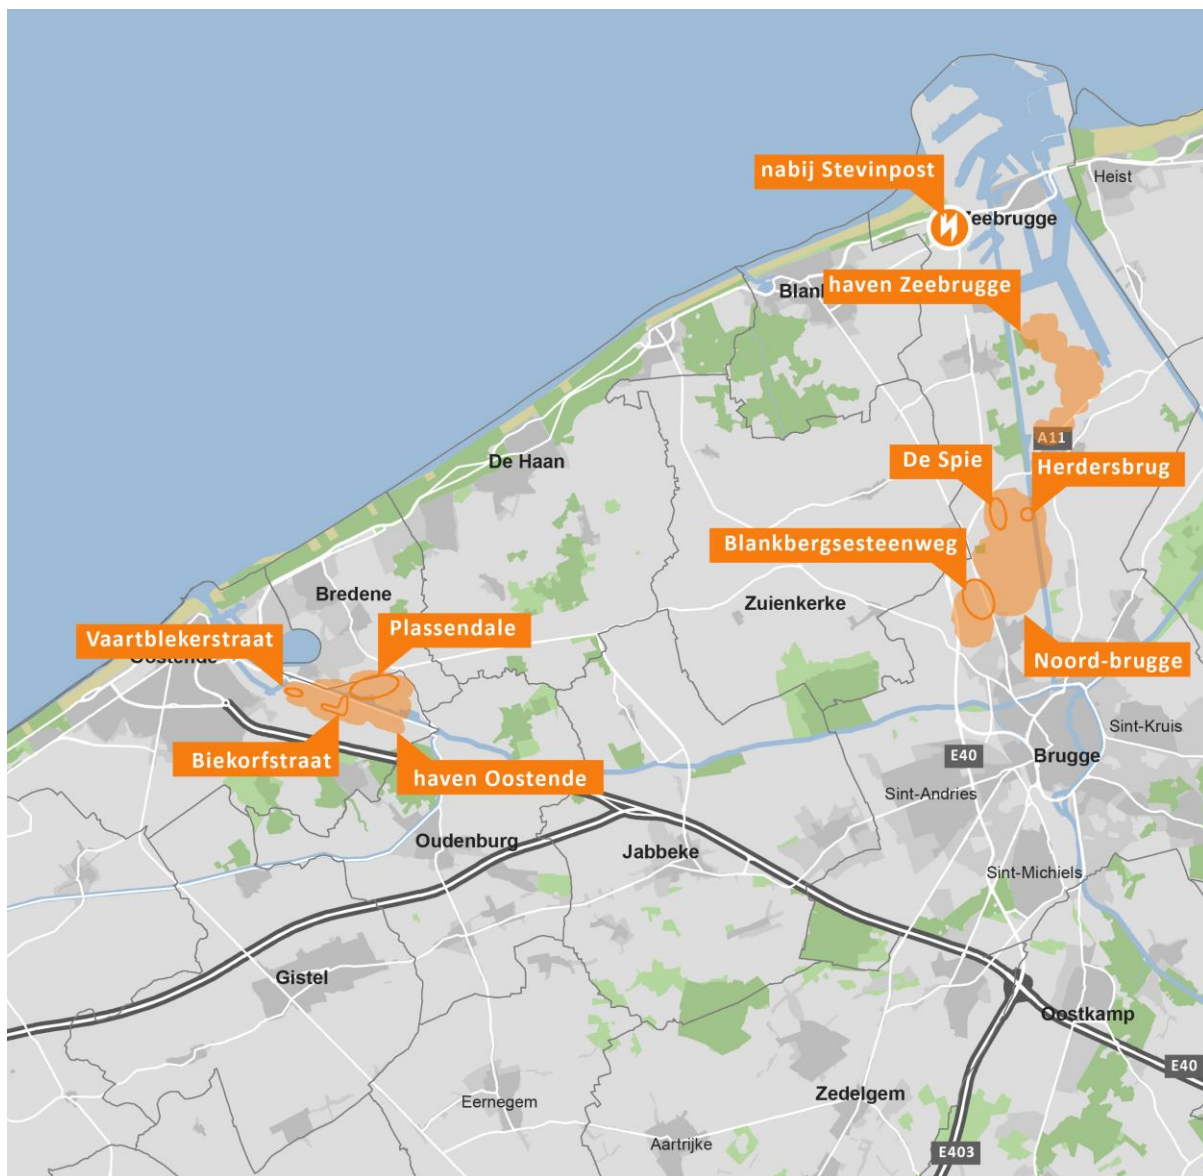 nabij Stevinpost
Heist
Zeebrugge
haven Zeebrugge
Blank
A11
De Haan
De Spie
Herdersbrug
Blankbergsesteenweg
Bredene
Zuienkerke
Plassendale
Vaartblekerstraat
Oostende
Noord-brugge
Sint-Kruis
Biekorfstraat
haven Oostende
E40
Brugge
Sint-Andries
Oudenburg
Jabbeke
Sint-Michiels
Gistel
Oostkamp
E40
Zedelgem
Eernegem
Aartrijke
E403